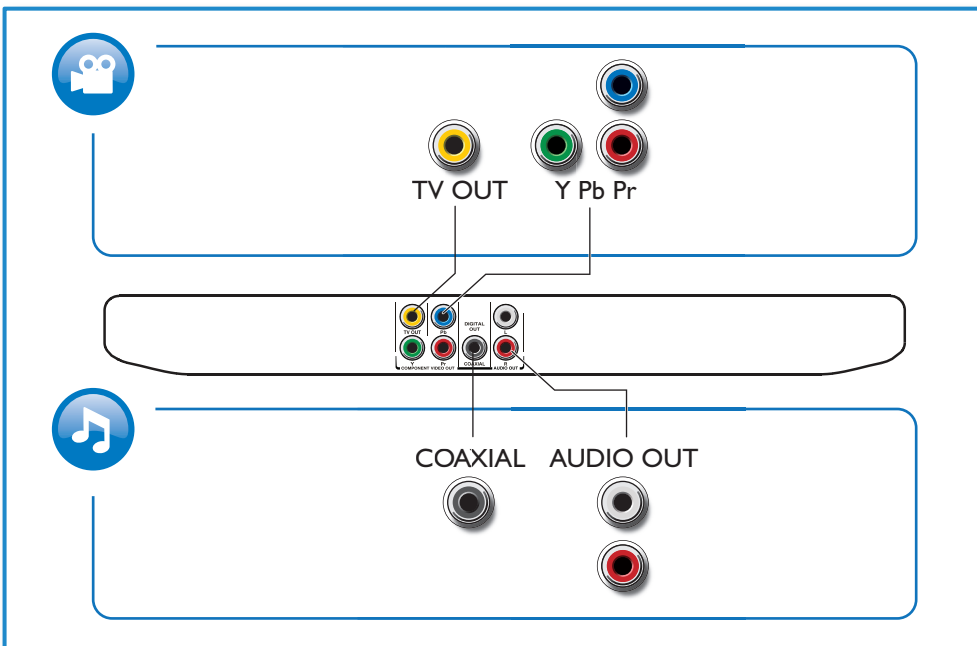 TV OUT Y Pb Pr
DIGITAL
OUT
TV OUT Pb L
Y Pr COAXIAL R
COMPONENT VIDEO OUT AUDIO OUT
COAXIAL AUDIO OUT